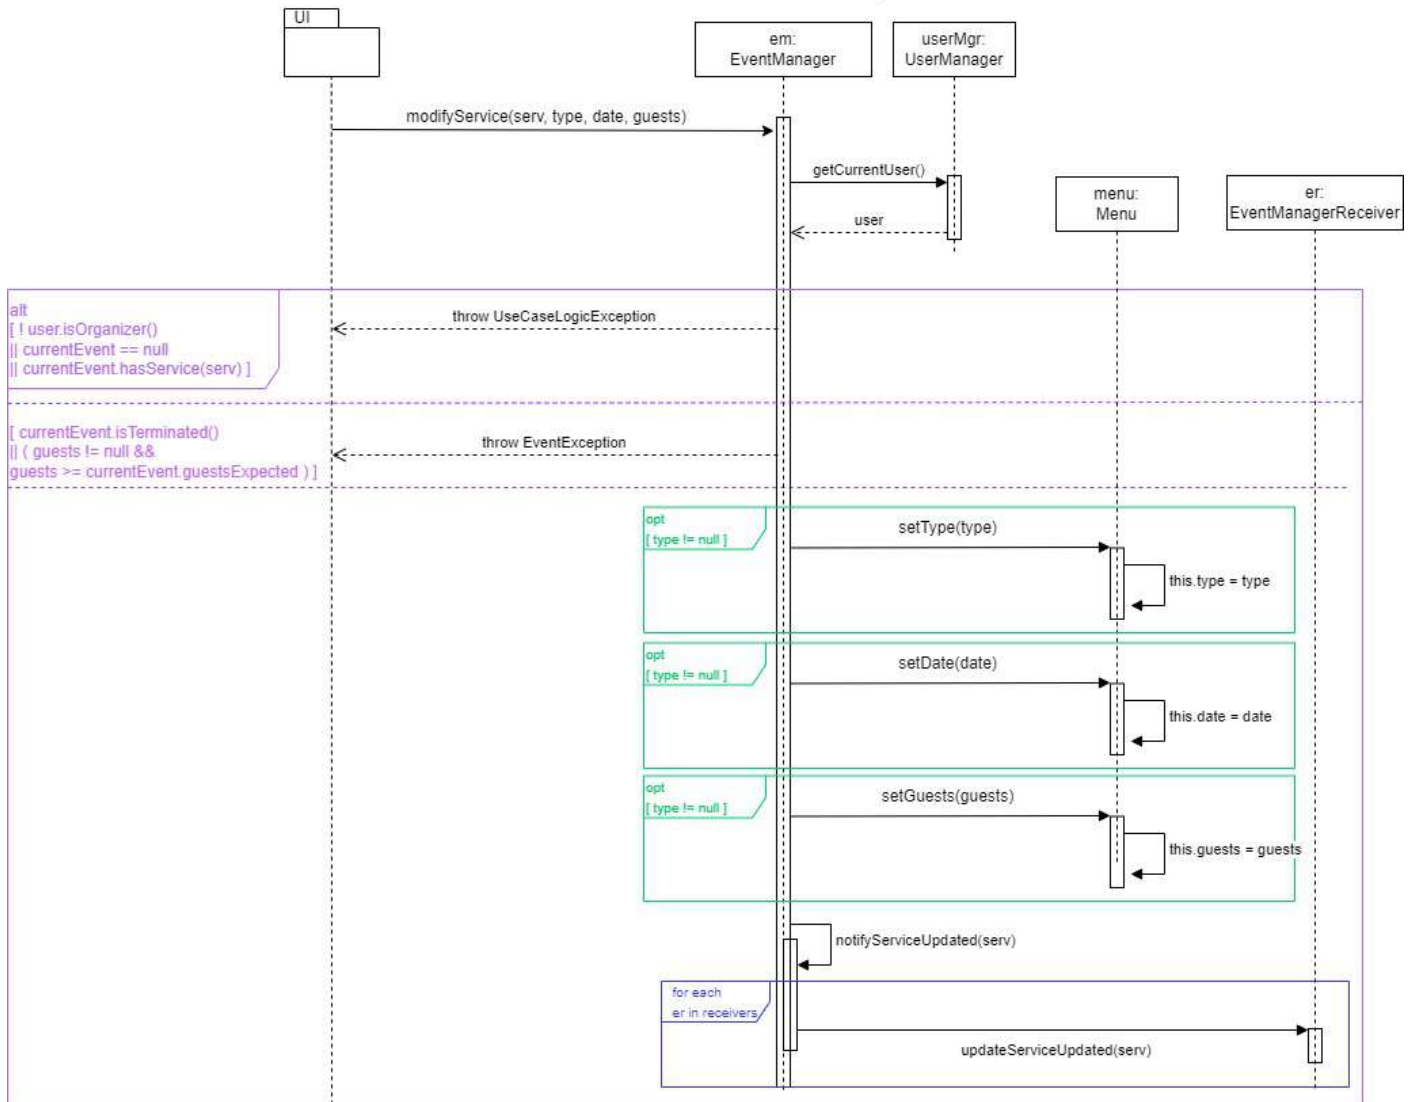 UI
em:
EventManager
userMgr:
UserManager
modifyService(serv, type, date, guests)
getCurrentUser()
user
menu:
Menu
er:
EventManagerReceiver
alt
[ ! user.isOrganizer()
|| currentEvent == null
|| currentEvent.hasService(serv) ]
throw UseCaseLogicException
[ currentEvent.isTerminated()
|| ( guests != null &&
guests >= currentEvent.guestsExpected ) ]
throw EventException
opt
[ type != null ]
setType(type)
this.type = type
opt
[ type != null ]
setDate(date)
this.date = date
opt
[ type != null ]
setGuests(guests)
this.guests = guests
notifyServiceUpdated(serv)
for each
er in receivers
updateServiceUpdated(serv)